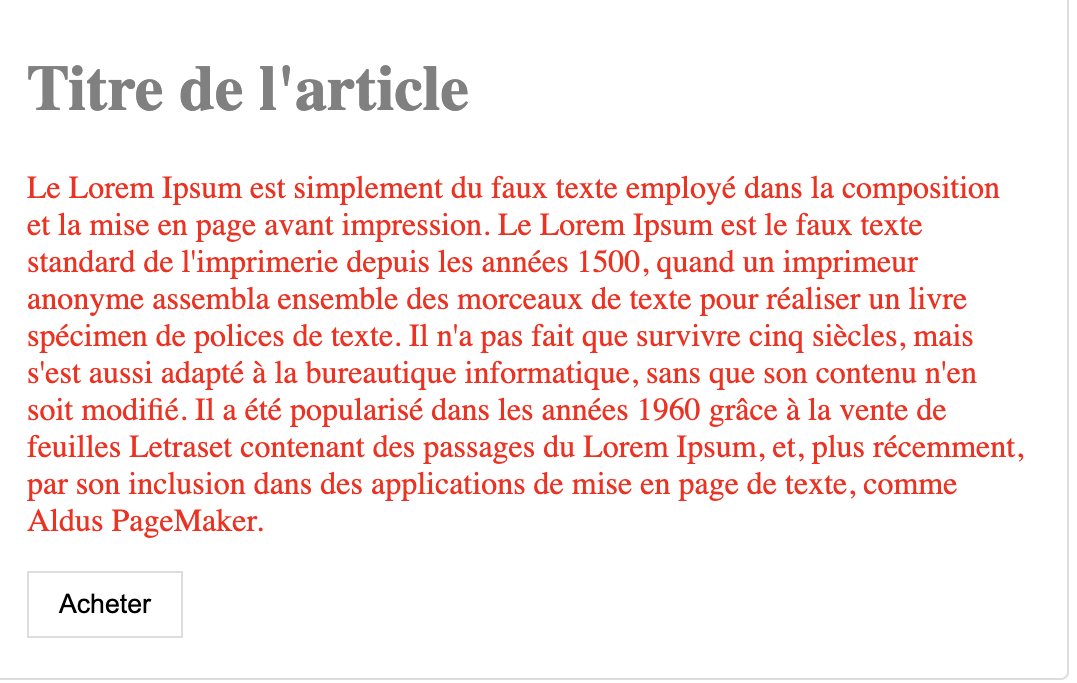 Titre de l'article
Le Lorem Ipsum est simplement du faux texte employé dans la composition
et la mise en page avant impression. Le Lorem Ipsum est le faux texte
standard de l'imprimerie depuis les années 1500, quand un imprimeur
anonyme assembla ensemble des morceaux de texte pour réaliser un livre
spécimen de polices de texte. Il n'a pas fait que survivre cinq siècles, mais
s'est aussi adapté à la bureautique informatique, sans que son contenu n'en
soit modifié. Il a été popularisé dans les années 1960 grâce à la vente de
feuilles Letraset contenant des passages du Lorem Ipsum, et, plus récemment,
par son inclusion dans des applications de mise en page de texte, comme
Aldus PageMaker.
Acheter